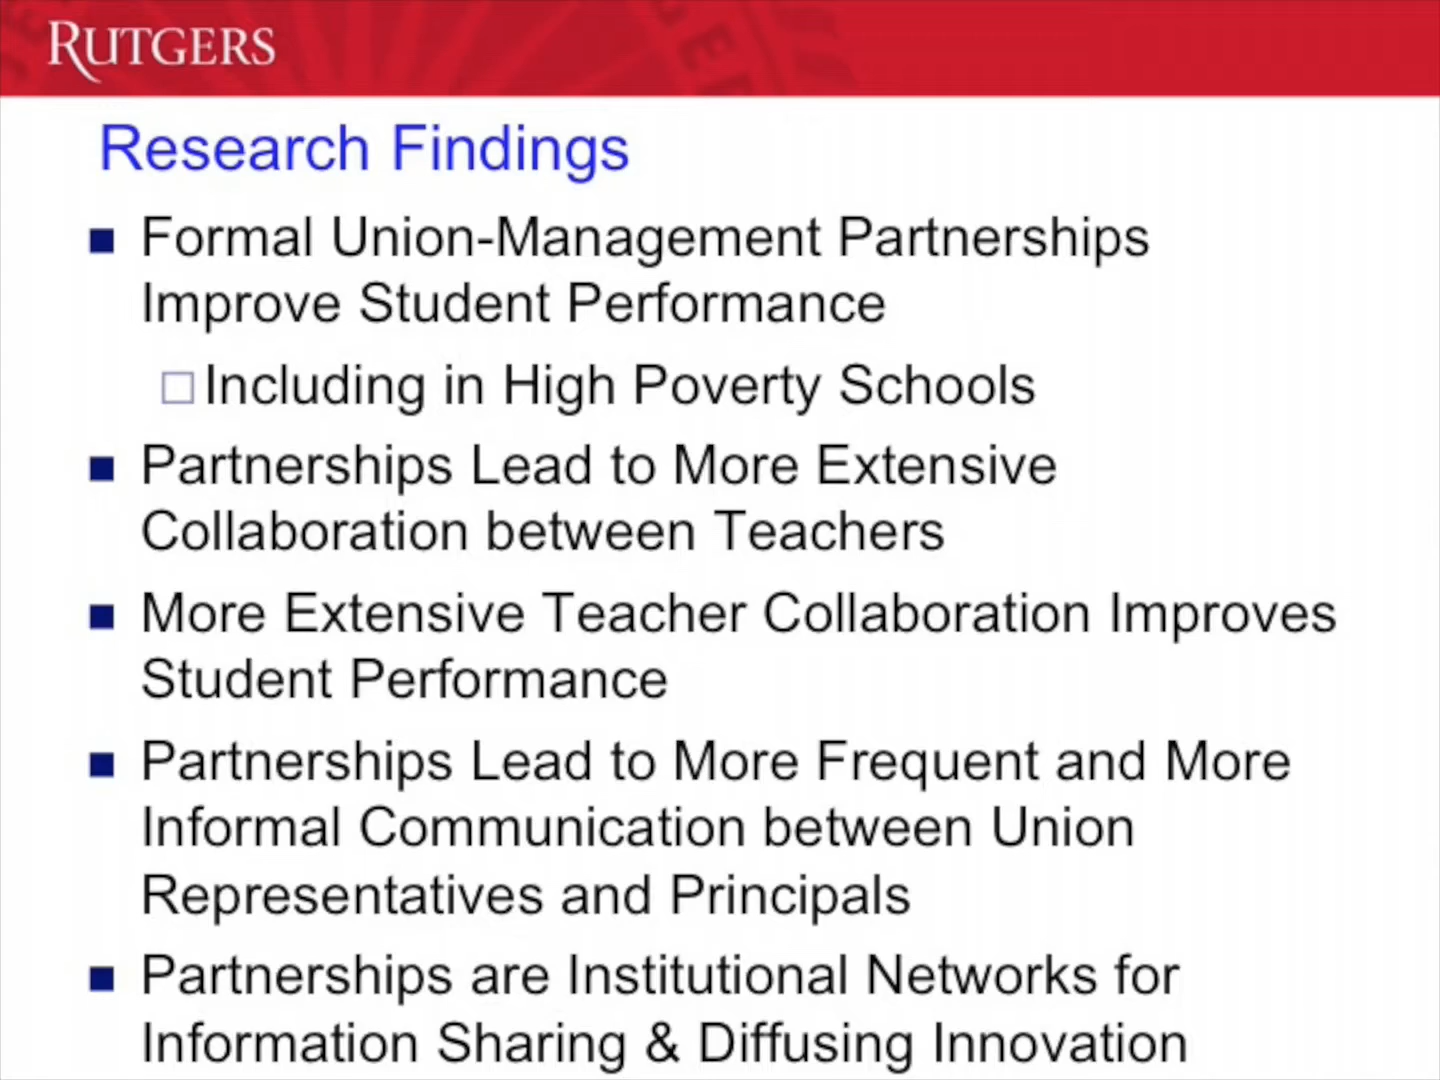 RUTGERS
Research Findings
Formal Union-Management Partnerships
Improve Student Performance
Including in High Poverty Schools
Partnerships Lead to More Extensive
Collaboration between Teachers
More Extensive Teacher Collaboration Improves
Student Performance
Partnerships Lead to More Frequent and More
Informal Communication between Union
Representatives and Principals
Partnerships are Institutional Networks for
Information Sharing & Diffusing Innovation